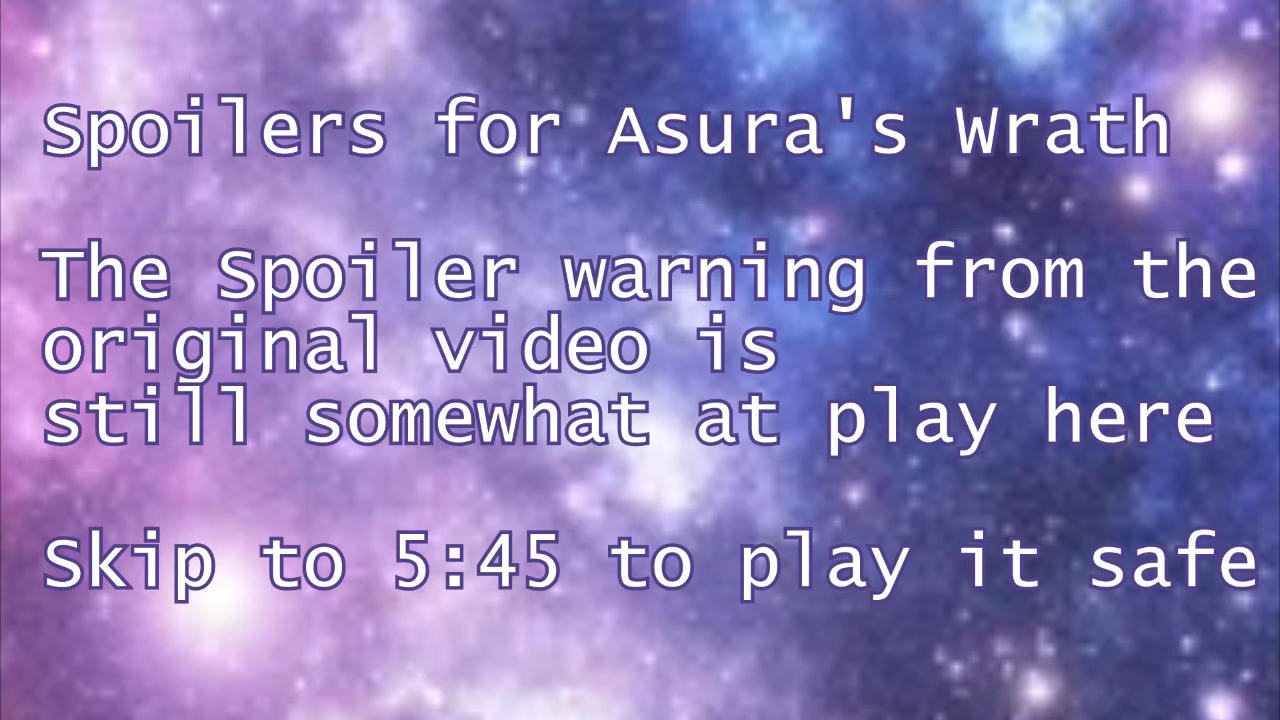 Spoilers for Asura's Wrath
The Spoiler warning from the
original video is
still somewhat at play here
Skip to 5:45 to play it safe